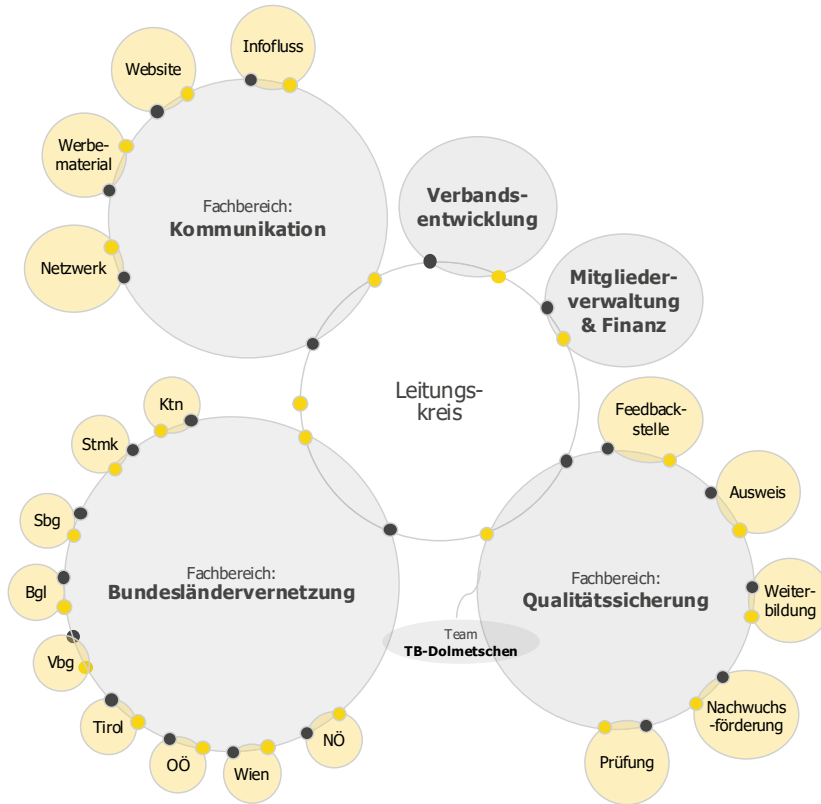 Infofluss
Website
Werbe-
material
Netzwerk
Fachbereich:
Kommunikation
Verbands-
entwicklung
Mitglieder-
verwaltung
& Finanz
Leitungs-
kreis
Ktn
Stmk
Sbg
Bgl
Vbg
Tirol
OÖ
Wien
NÖ
Fachbereich:
Bundesländervernetzung
Team
TB-Dolmetschen
Fachbereich:
Qualitätssicherung
Feedback-
stelle
Ausweis
Weiter-
bildung
Nachwuchs
-förderung
Prüfung